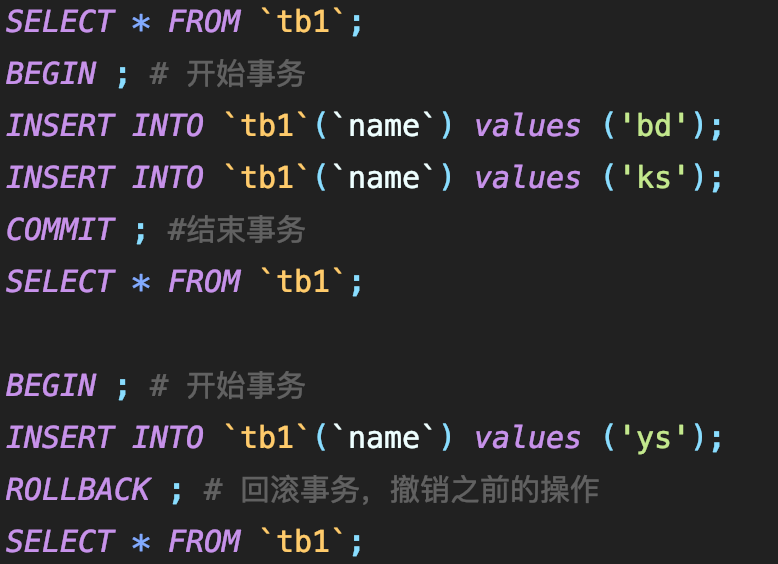 SELECT * FROM `tb1`;
BEGIN ; # 开始事务
INSERT INTO `tb1`(`name`) values ('bd');
INSERT INTO `tb1`(`name`) values ('ks');
COMMIT ; #结束事务
SELECT * FROM `tb1`;
BEGIN ; # 开始事务
INSERT INTO `tb1`(`name`) values ('ys');
ROLLBACK ; # 回滚事务，撤销之前的操作
SELECT * FROM `tb1`;